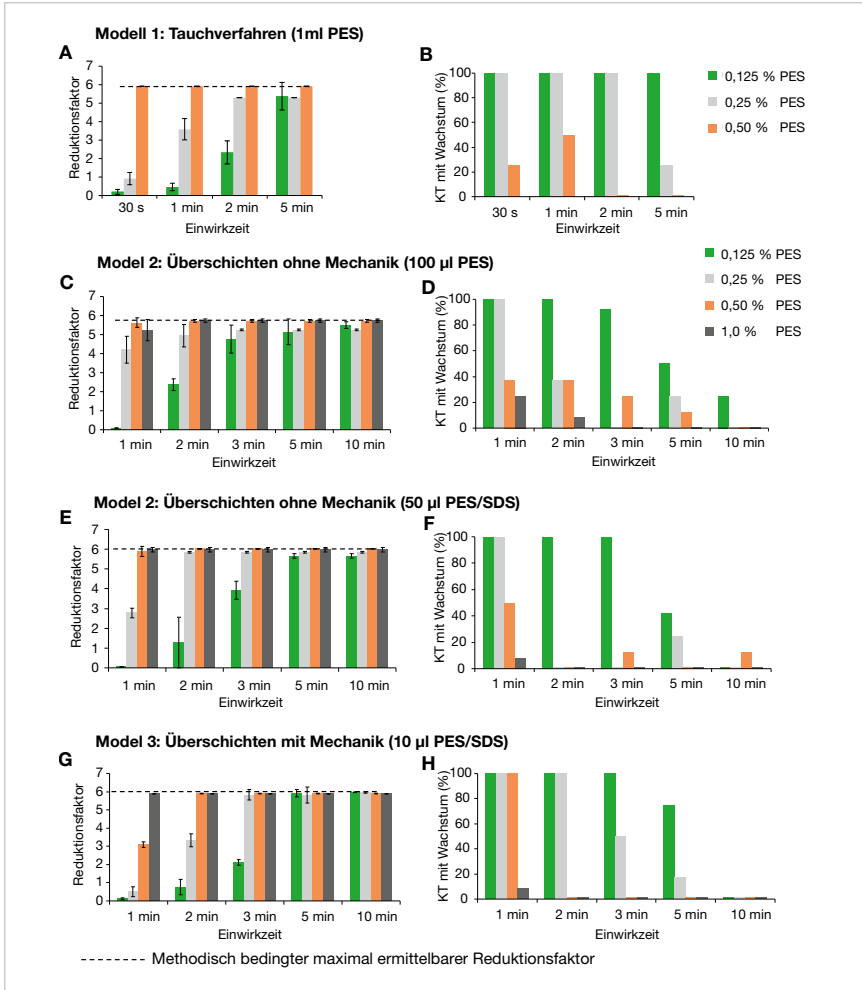 Modell 1: Tauchverfahren (1ml PES)
A
Reduktionsfaktor
6
5
4
3
2
1
0
30 s 1 min 2 min 5 min
Einwirkzeit
B
KT mit Wachstum (%)
100
80
60
40
20
0
30 s 1 min 2 min 5 min
Einwirkzeit
0,125 % PES
0,25 % PES
0,50 % PES
Model 2: Überschichten ohne Mechanik (100 µl PES)
C
Reduktionsfaktor
7
6
5
4
3
2
1
0
1 min 2 min 3 min 5 min 10 min
Einwirkzeit
D
KT mit Wachstum (%)
100
80
60
40
20
0
1 min 2 min 3 min 5 min 10 min
Einwirkzeit
0,125 % PES
0,25 % PES
0,50 % PES
1,0 % PES
Model 2: Überschichten ohne Mechanik (50 µl PES/SDS)
E
Reduktionsfaktor
7
6
5
4
3
2
1
0
1 min 2 min 3 min 5 min 10 min
Einwirkzeit
F
KT mit Wachstum (%)
100
80
60
40
20
0
1 min 2 min 3 min 5 min 10 min
Einwirkzeit
Model 3: Überschichten mit Mechanik (10 µl PES/SDS)
G
Reduktionsfaktor
7
6
5
4
3
2
1
0
1 min 2 min 3 min 5 min 10 min
Einwirkzeit
H
KT mit Wachstum (%)
100
80
60
40
20
0
1 min 2 min 3 min 5 min 10 min
Einwirkzeit
Methodisch bedingter maximal ermittelbarer Reduktionsfaktor